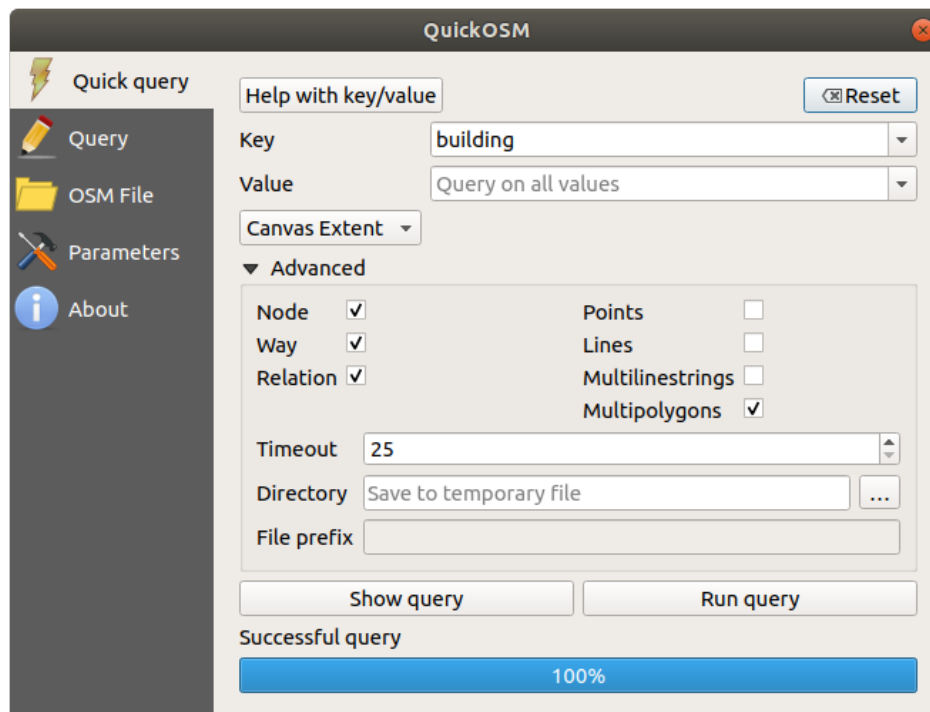 QuickOSM
Quick query
Query
OSM File
Parameters
About
Help with key/value
Reset
Key building
Value Query on all values
Canvas Extent
Advanced
Node Points
Way Lines
Relation Multilinestrings
Multipolygons
Timeout 25
Directory Save to temporary file ...
File prefix
Show query Run query
Successful query
100%